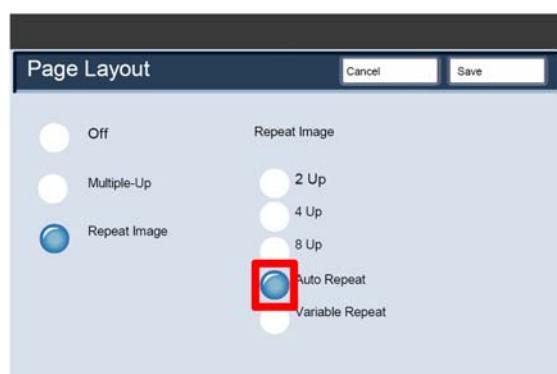 Page Layout
Cancel
Save
Off
Multiple-Up
Repeat Image
Repeat Image
2 Up
4 Up
8 Up
Auto Repeat
Variable Repeat